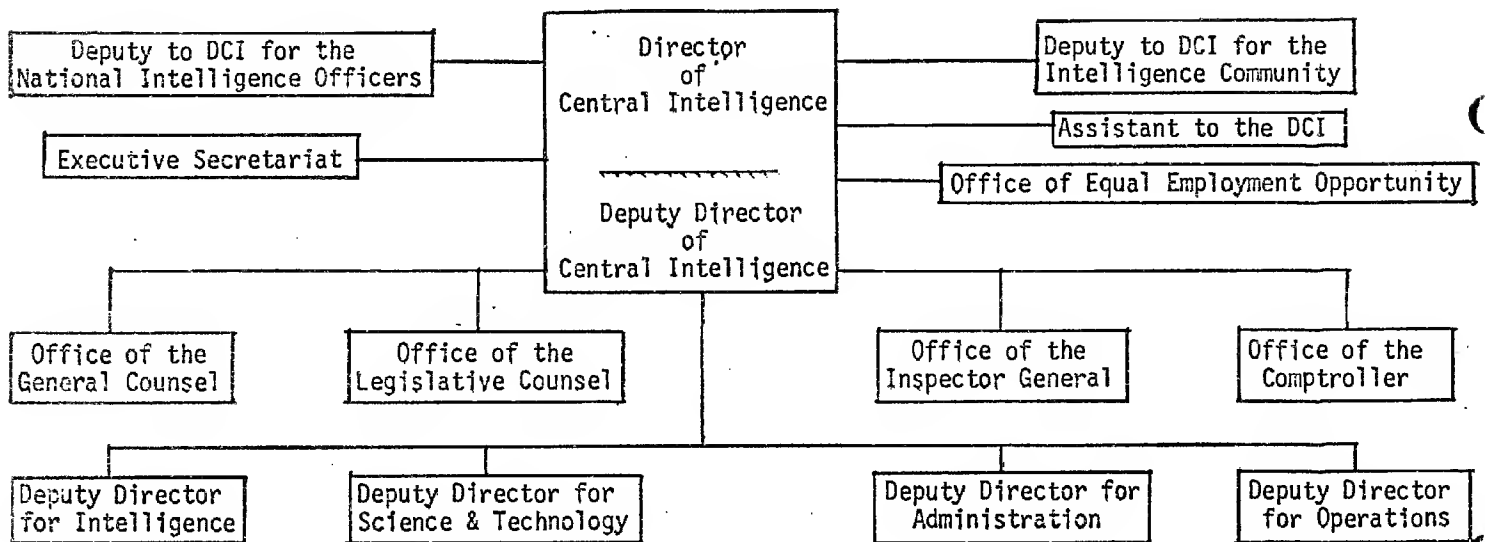 Deputy to DCI for the
National Intelligence Officers
Director
of
Central Intelligence
Deputy to DCI for the
Intelligence Community
Assistant to the DCI
Executive Secretariat
Office of Equal Employment Opportunity
Deputy Director
of
Central Intelligence
Office of the
General Counsel
Office of the
Legislative Counsel
Office of the
Inspector General
Office of the
Comptroller
Deputy Director
for Intelligence
Deputy Director for
Science & Technology
Deputy Director for
Administration
Deputy Director
for Operations